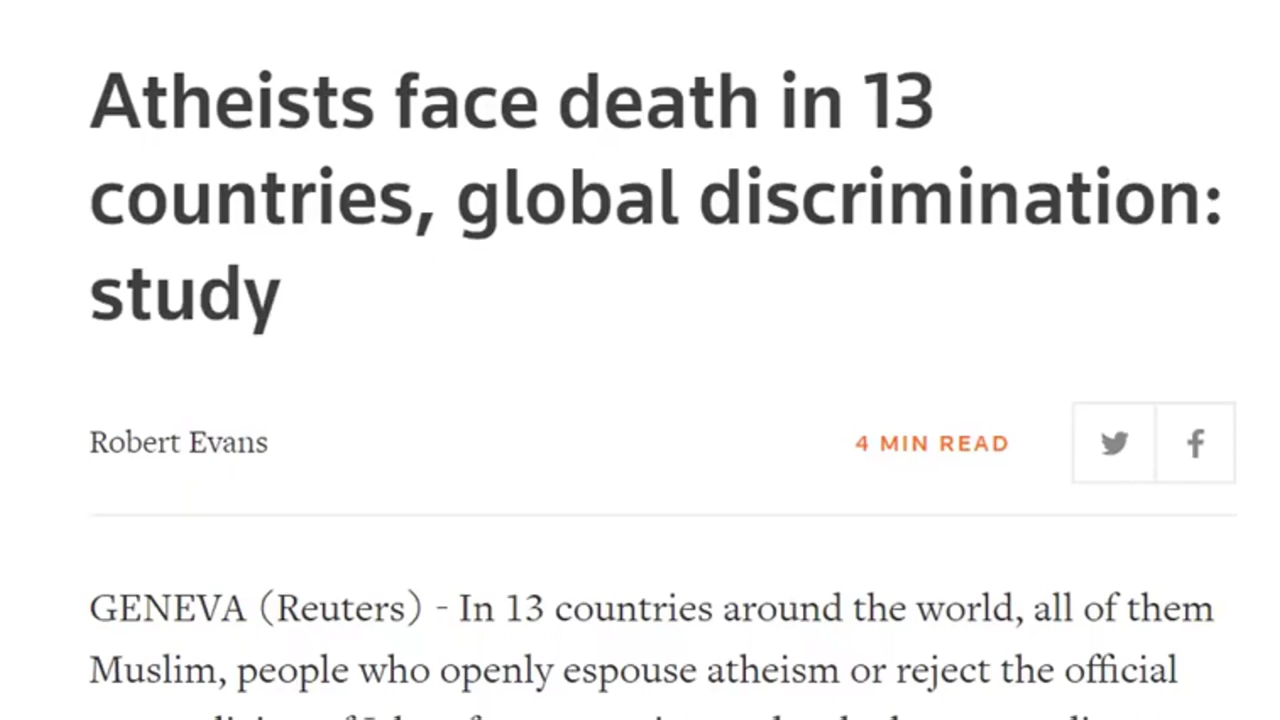 Atheists face death in 13
countries, global discrimination:
study
Robert Evans
4 MIN READ
GENEVA (Reuters) - In 13 countries around the world, all of them
Muslim, people who openly espouse atheism or reject the official